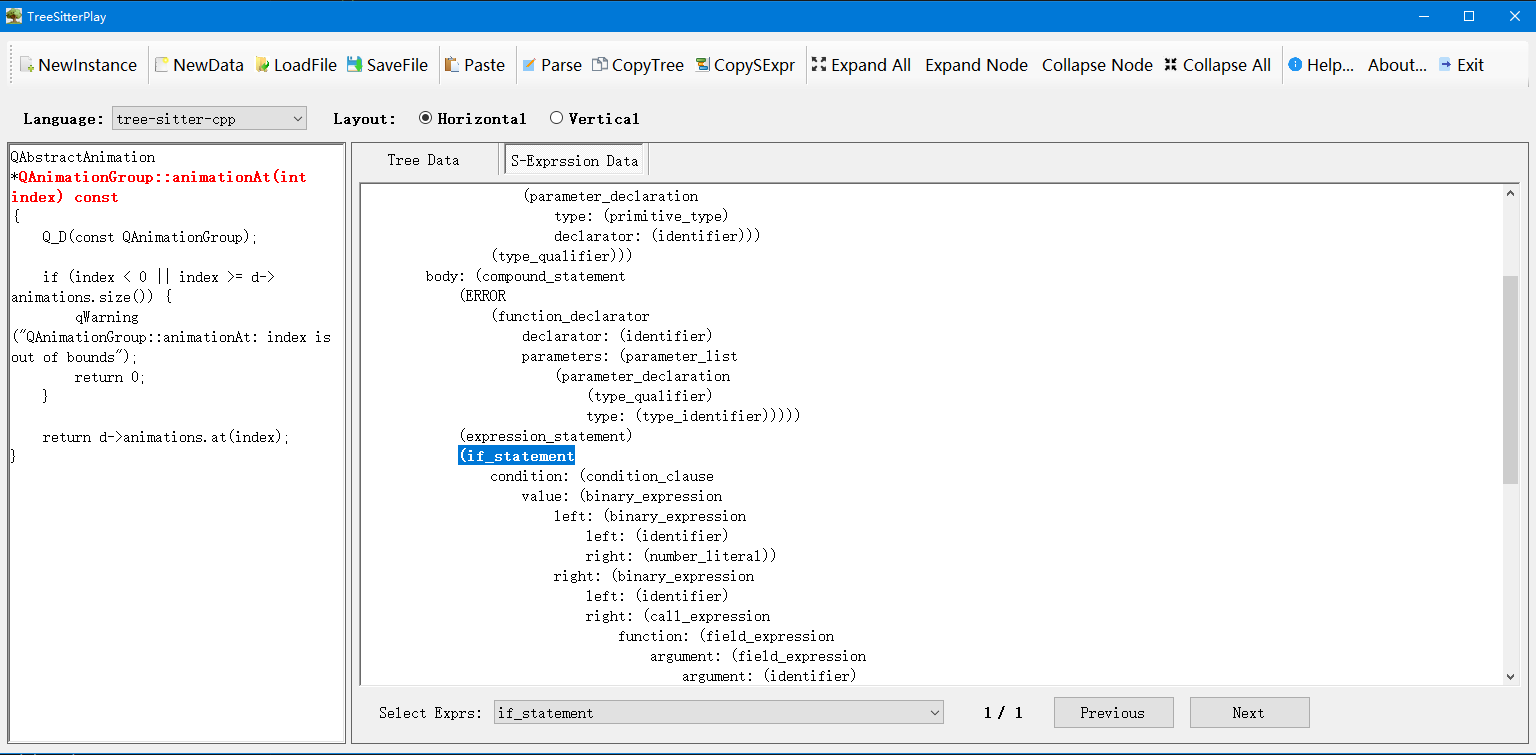 TreeSitterPlay
NewInstance NewData LoadFile SaveFile Paste Parse CopyTree CopySExpr Expand All Expand Node Collapse Node Collapse All Help... About... Exit
Language: tree-sitter-cpp Layout: Horizontal Vertical
QAbstractAnimation
*QAnimationGroup::animationAt(int
index) const
{
    Q_D(const QAnimationGroup);
    if (index < 0 || index >= d->
animations.size()) {
        qWarning
("QAnimationGroup::animationAt: index is
out of bounds");
        return 0;
    }
    return d->animations.at(index);
}
Tree Data S-Exprssion Data
(parameter_declaration
type: (primitive_type)
declarator: (identifier)))
(type_qualifier)))
body: (compound_statement
(ERROR
(function_declarator
declarator: (identifier)
parameters: (parameter_list
(parameter_declaration
(type_qualifier)
type: (type_identifier)))))
(expression_statement)
(if_statement
condition: (condition_clause
value: (binary_expression
left: (binary_expression
left: (identifier)
right: (number_literal))
right: (binary_expression
left: (identifier)
right: (call_expression
function: (field_expression
argument: (field_expression
argument: (identifier)
Select Exprs: if_statement 1 / 1 Previous Next